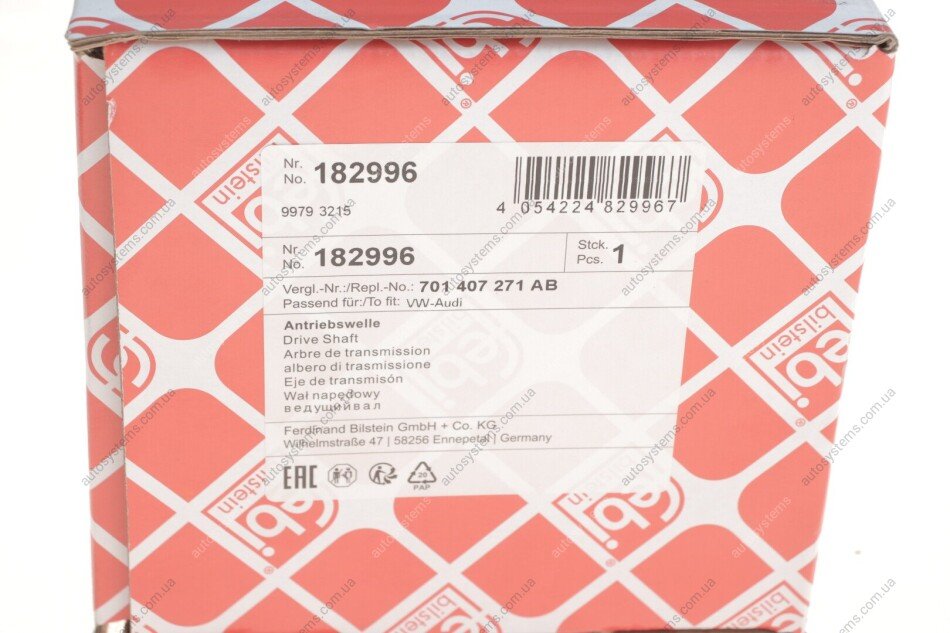 Nr.
No. 182996
4 054224 829967
9979 3215
Nr.
No. 182996
Stck.
Pcs. 1
Vergl.-Nr.:/Repl.-No.: 701 407 271 AB
Passend für:/To fit: VW-Audi
Antriebswelle
Drive Shaft
Arbre de transmission
albero di trasmissione
Eje de transmisón
Wał napędowy
ведущийвал
Ferdinand Bilstein GmbH + Co. KG
Wilhelmstraße 47 | 58256 Ennepetal | Germany
EAC
20
PAP
febi
bilstein
autosystems.com.ua